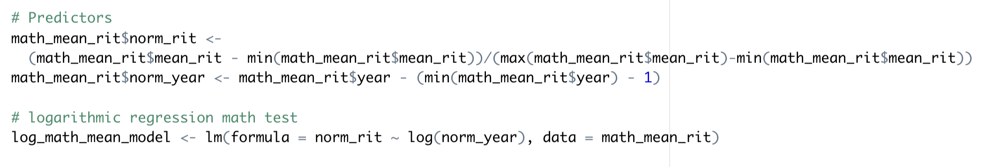 # Predictors
math_mean_rit$norm_rit <-
  (math_mean_rit$mean_rit - min(math_mean_rit$mean_rit))/(max(math_mean_rit$mean_rit)-min(math_mean_rit$mean_rit))
math_mean_rit$norm_year <- math_mean_rit$year - (min(math_mean_rit$year) - 1)

# logarithmic regression math test
log_math_mean_model <- lm(formula = norm_rit ~ log(norm_year), data = math_mean_rit)